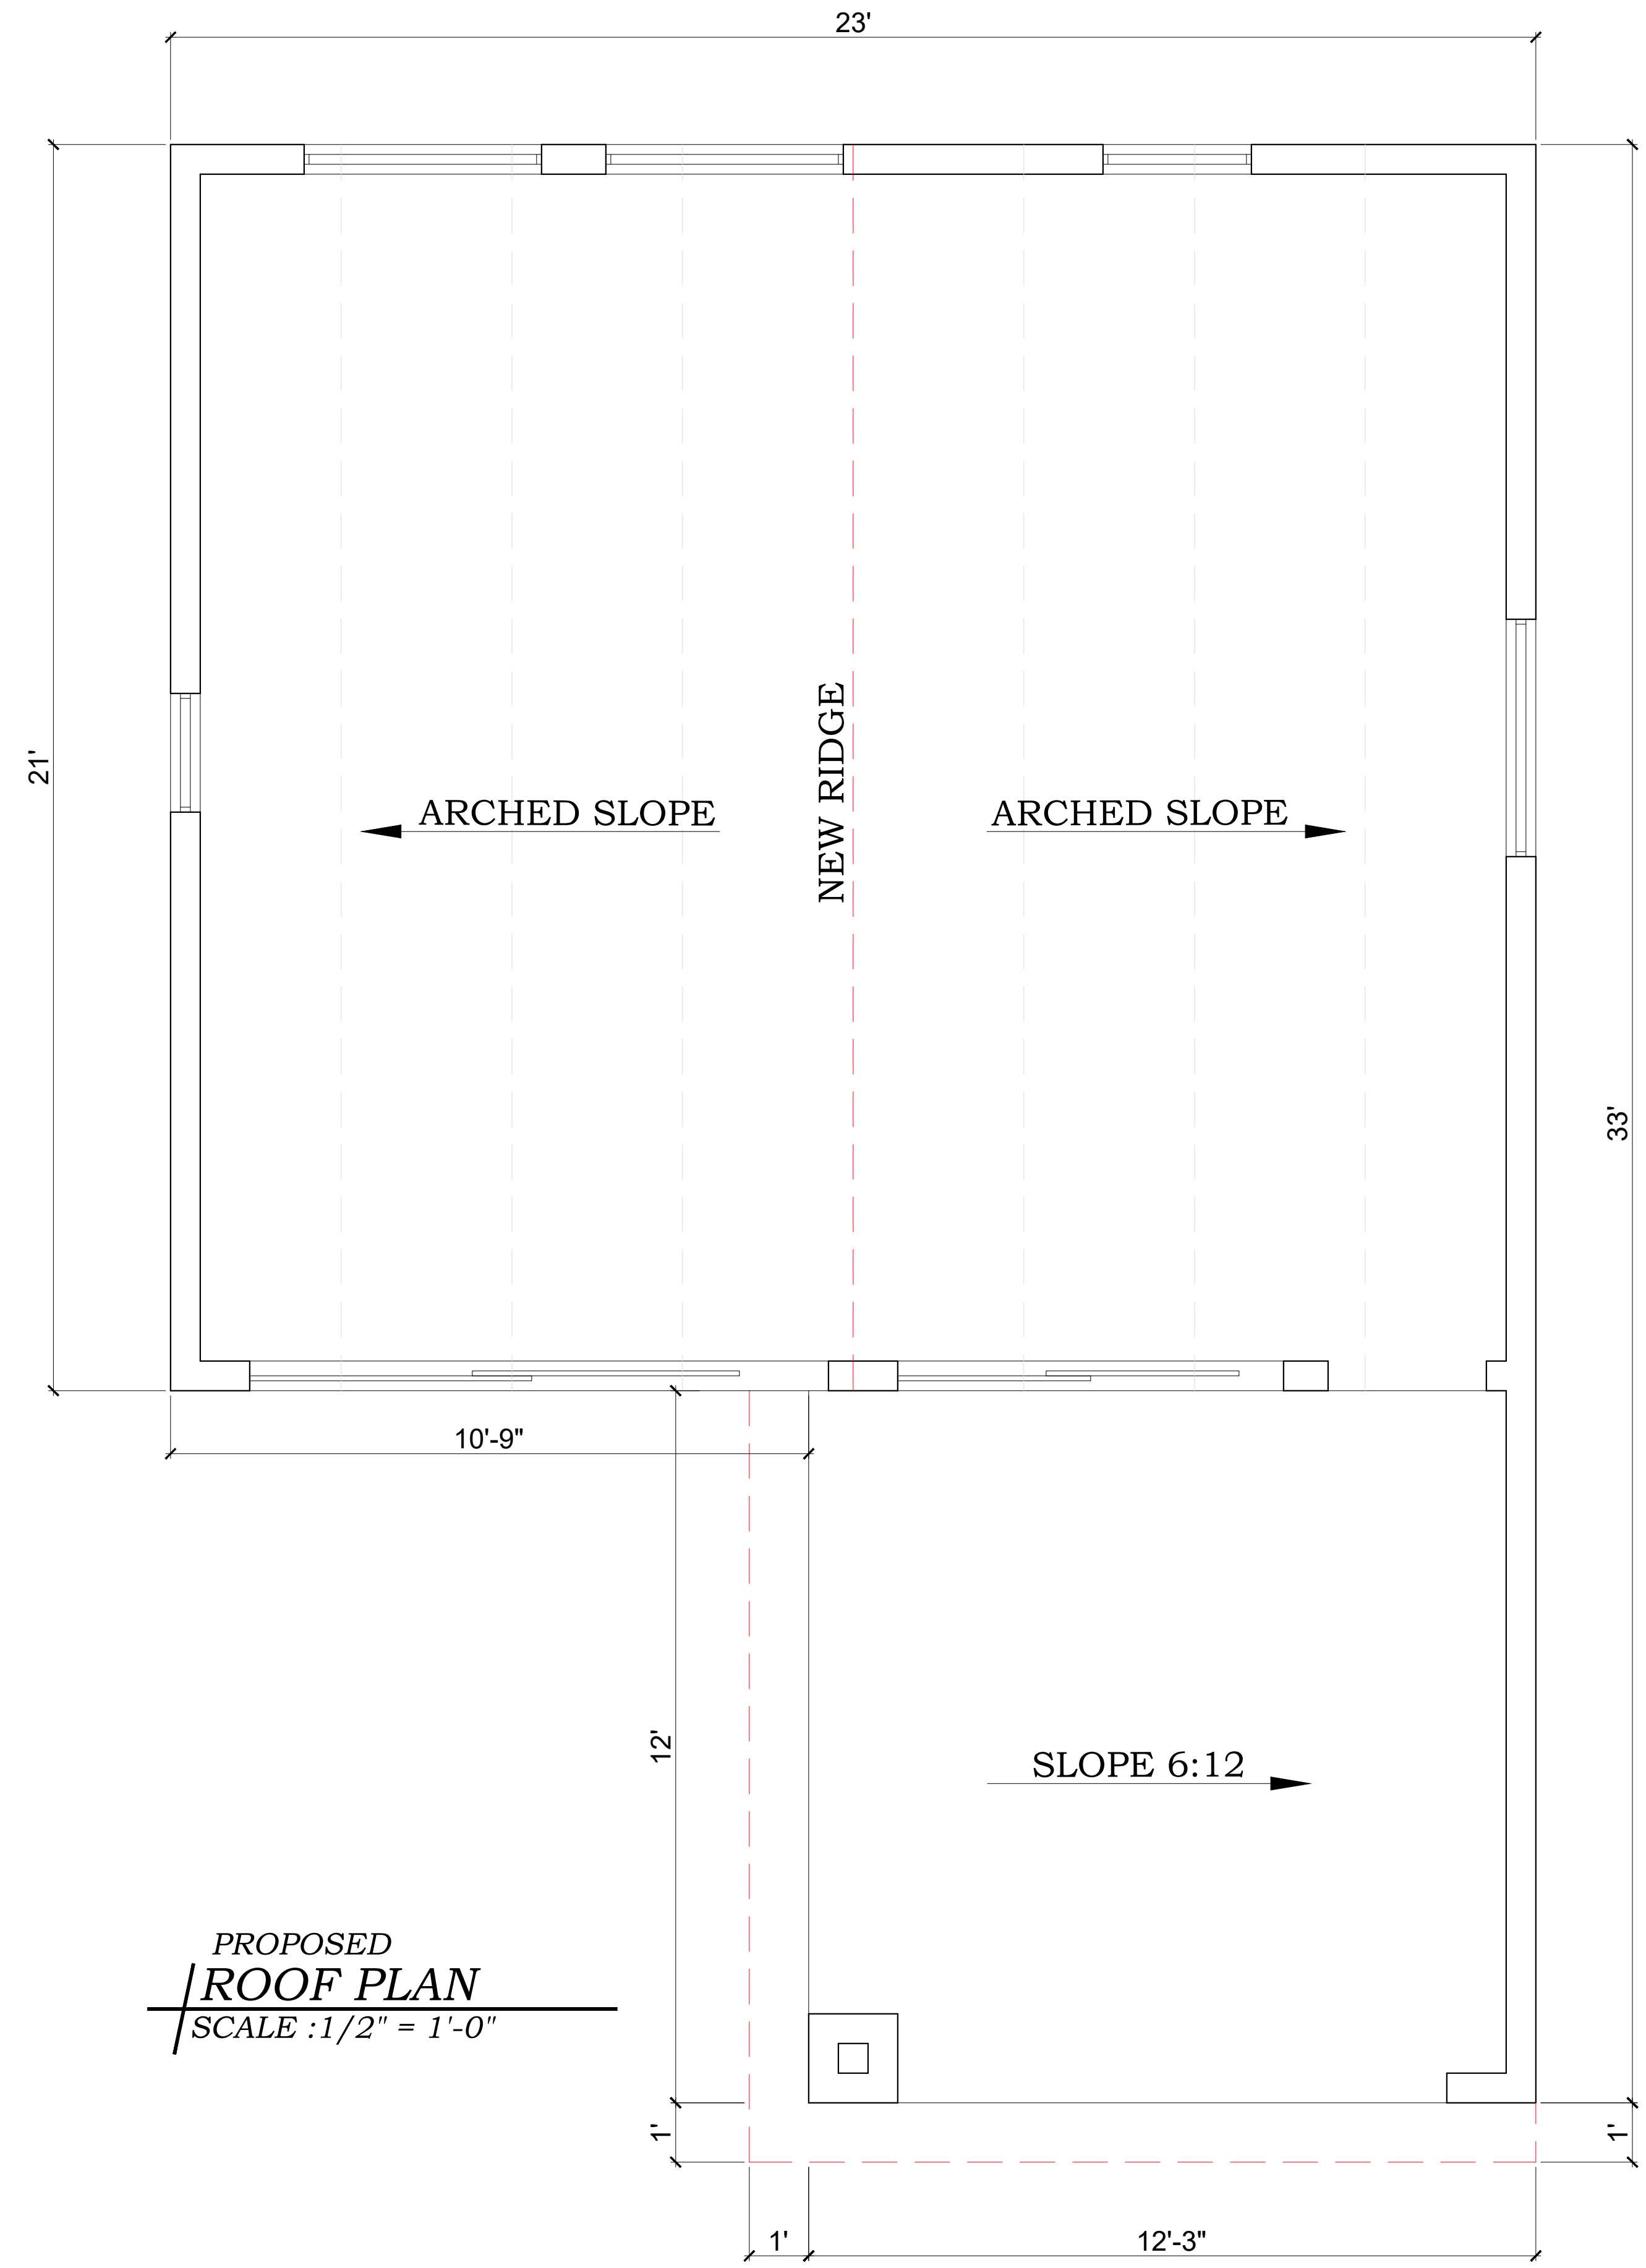 23'
21'
NEW RIDGE
ARCHED SLOPE
ARCHED SLOPE
33'
10'-9"
12'
SLOPE 6:12
PROPOSED
ROOF PLAN
SCALE :1/2" = 1'-0"
1'
1'
1'
12'-3"